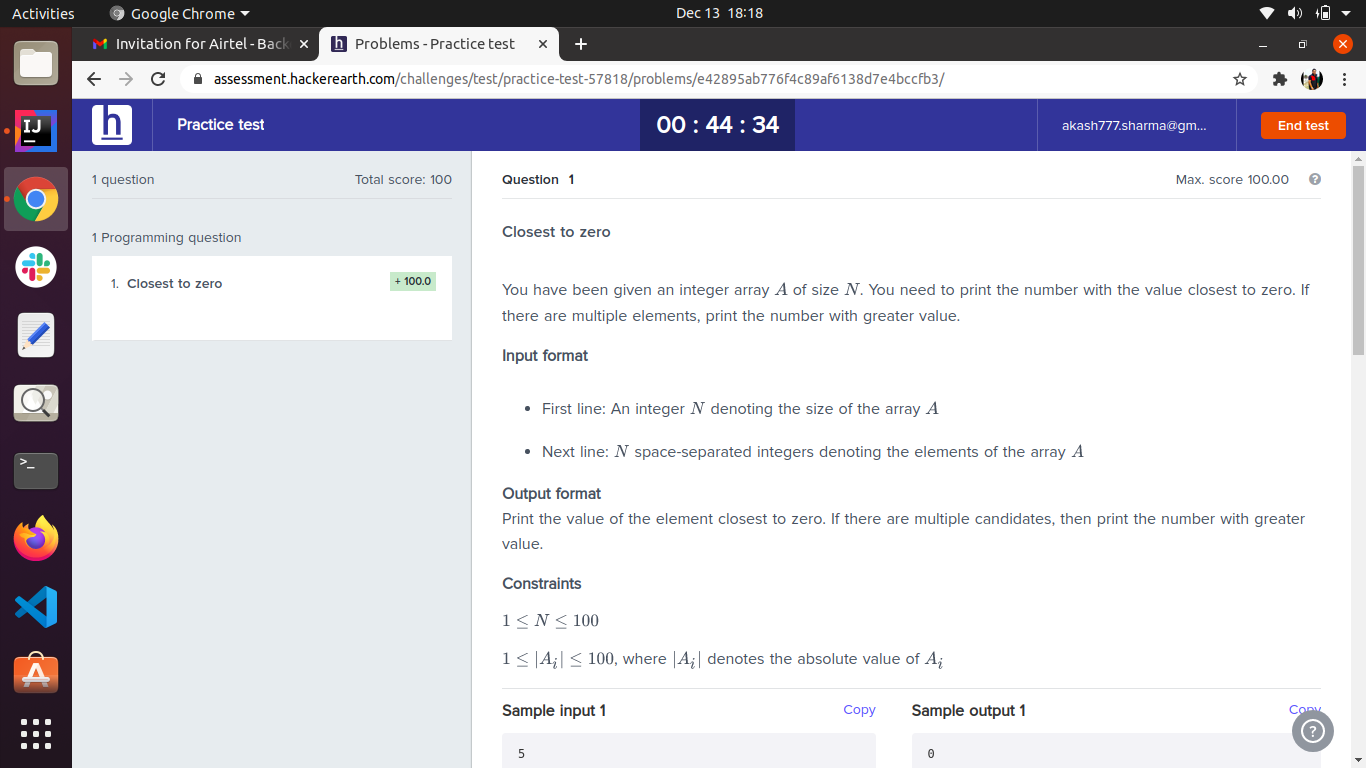 Activities
Google Chrome
Dec 13 18:18
Invitation for Airtel - Back
Problems - Practice test
assessment.hackerearth.com/challenges/test/practice-test-57818/problems/e42895ab776f4c89af6138d7e4bccfb3/
h
Practice test
00 : 44 : 34
akash777.sharma@gm...
End test
1 question
Total score: 100
Question 1
Max. score 100.00
?
1 Programming question
1. Closest to zero
+ 100.0
Closest to zero
You have been given an integer array A of size N. You need to print the number with the value closest to zero. If
there are multiple elements, print the number with greater value.
Input format
• First line: An integer N denoting the size of the array A
• Next line: N space-separated integers denoting the elements of the array A
Output format
Print the value of the element closest to zero. If there are multiple candidates, then print the number with greater
value.
Constraints
1 ≤ N ≤ 100
1 ≤ |A_i| ≤ 100, where |A_i| denotes the absolute value of A_i
Sample input 1
Copy
Sample output 1
Copy
5
0
?
IJ
>_